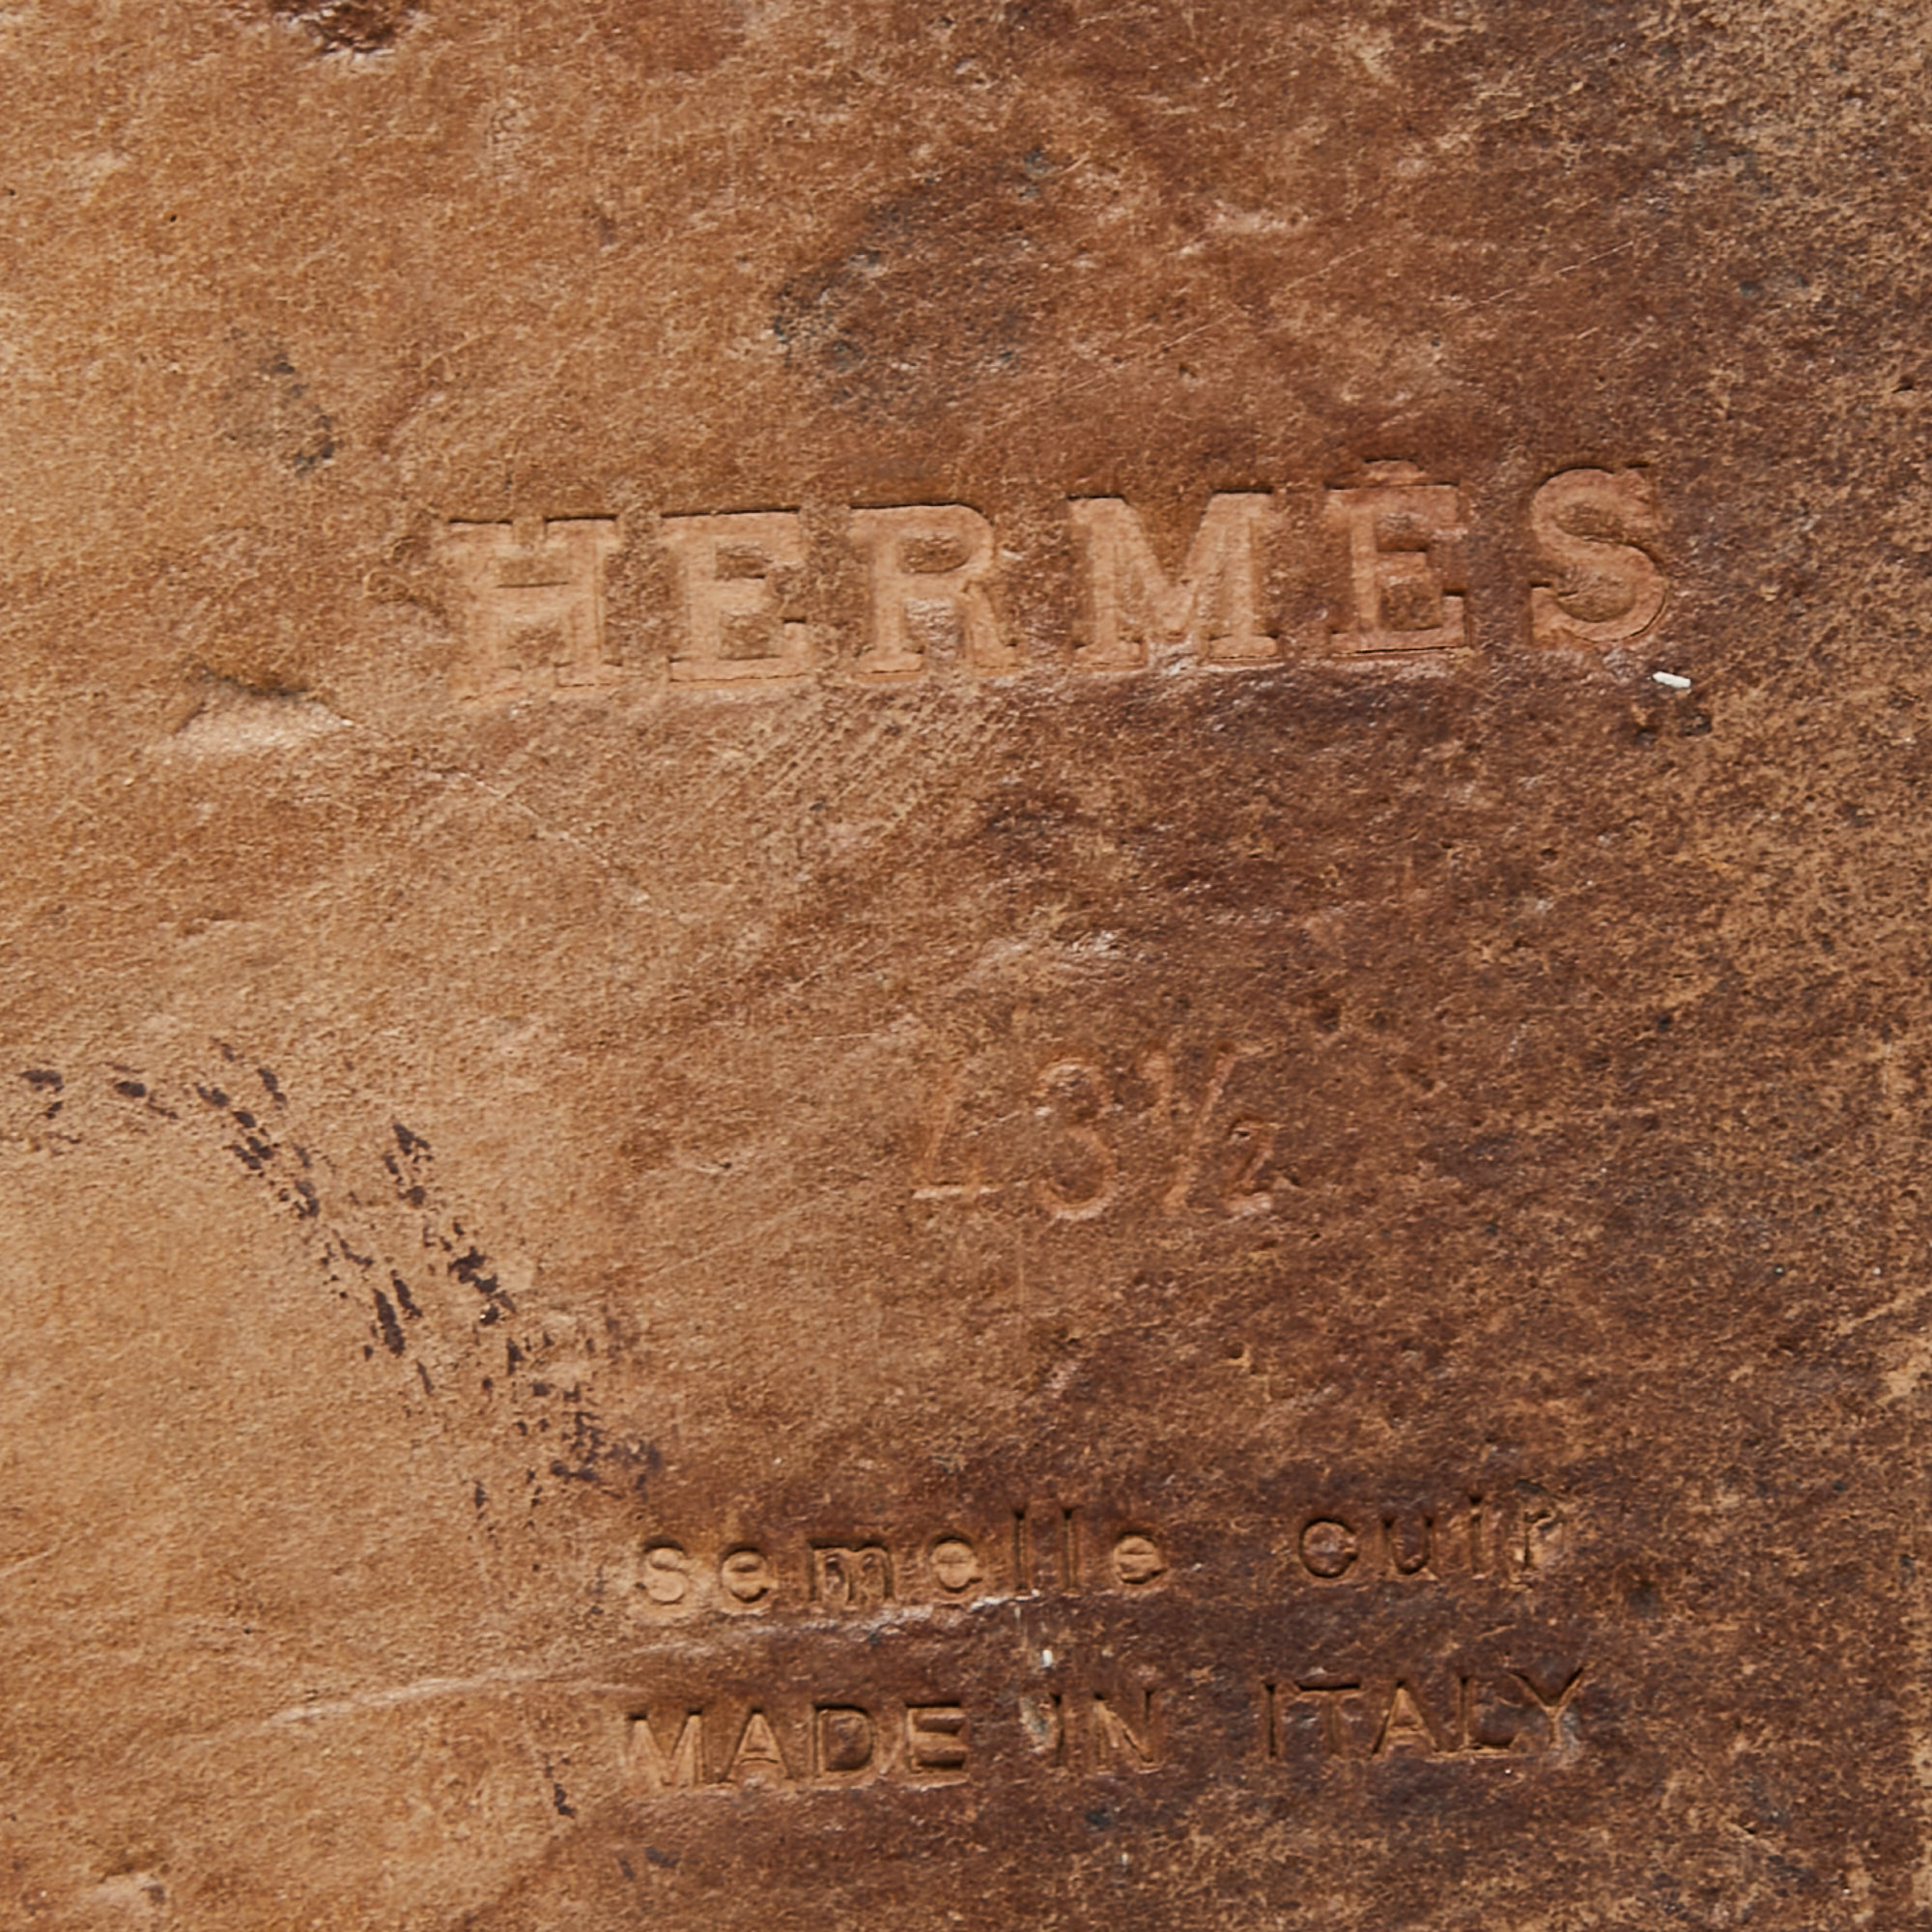 HERMÈS
43½
semelle cuir
MADE IN ITALY